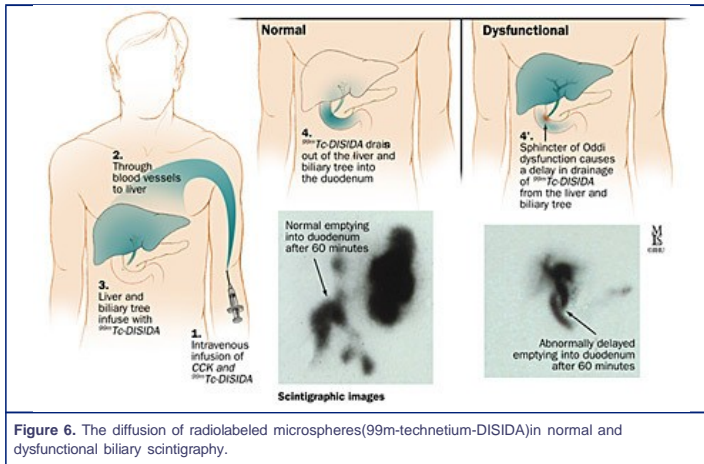 Normal
Dysfunctional
2.
Through
blood vessels
to liver
3.
Liver and
biliary tree
infuse with
99mTc-DISIDA
1.
Intravenous
infusion of
CCK and
99mTc-DISIDA
4.
99mTc-DISIDA drain
out of the liver and
biliary tree into
the duodenum
4'.
Sphincter of Oddi
dysfunction causes
a delay in drainage
of 99mTc-DISIDA
from the liver and
biliary tree
Normal emptying
into duodenum
after 60 minutes
Abnormally delayed
emptying into duodenum
after 60 minutes
Scintigraphic images
Figure 6. The diffusion of radiolabeled microspheres(99m-technetium-DISIDA)in normal and
dysfunctional biliary scintigraphy.